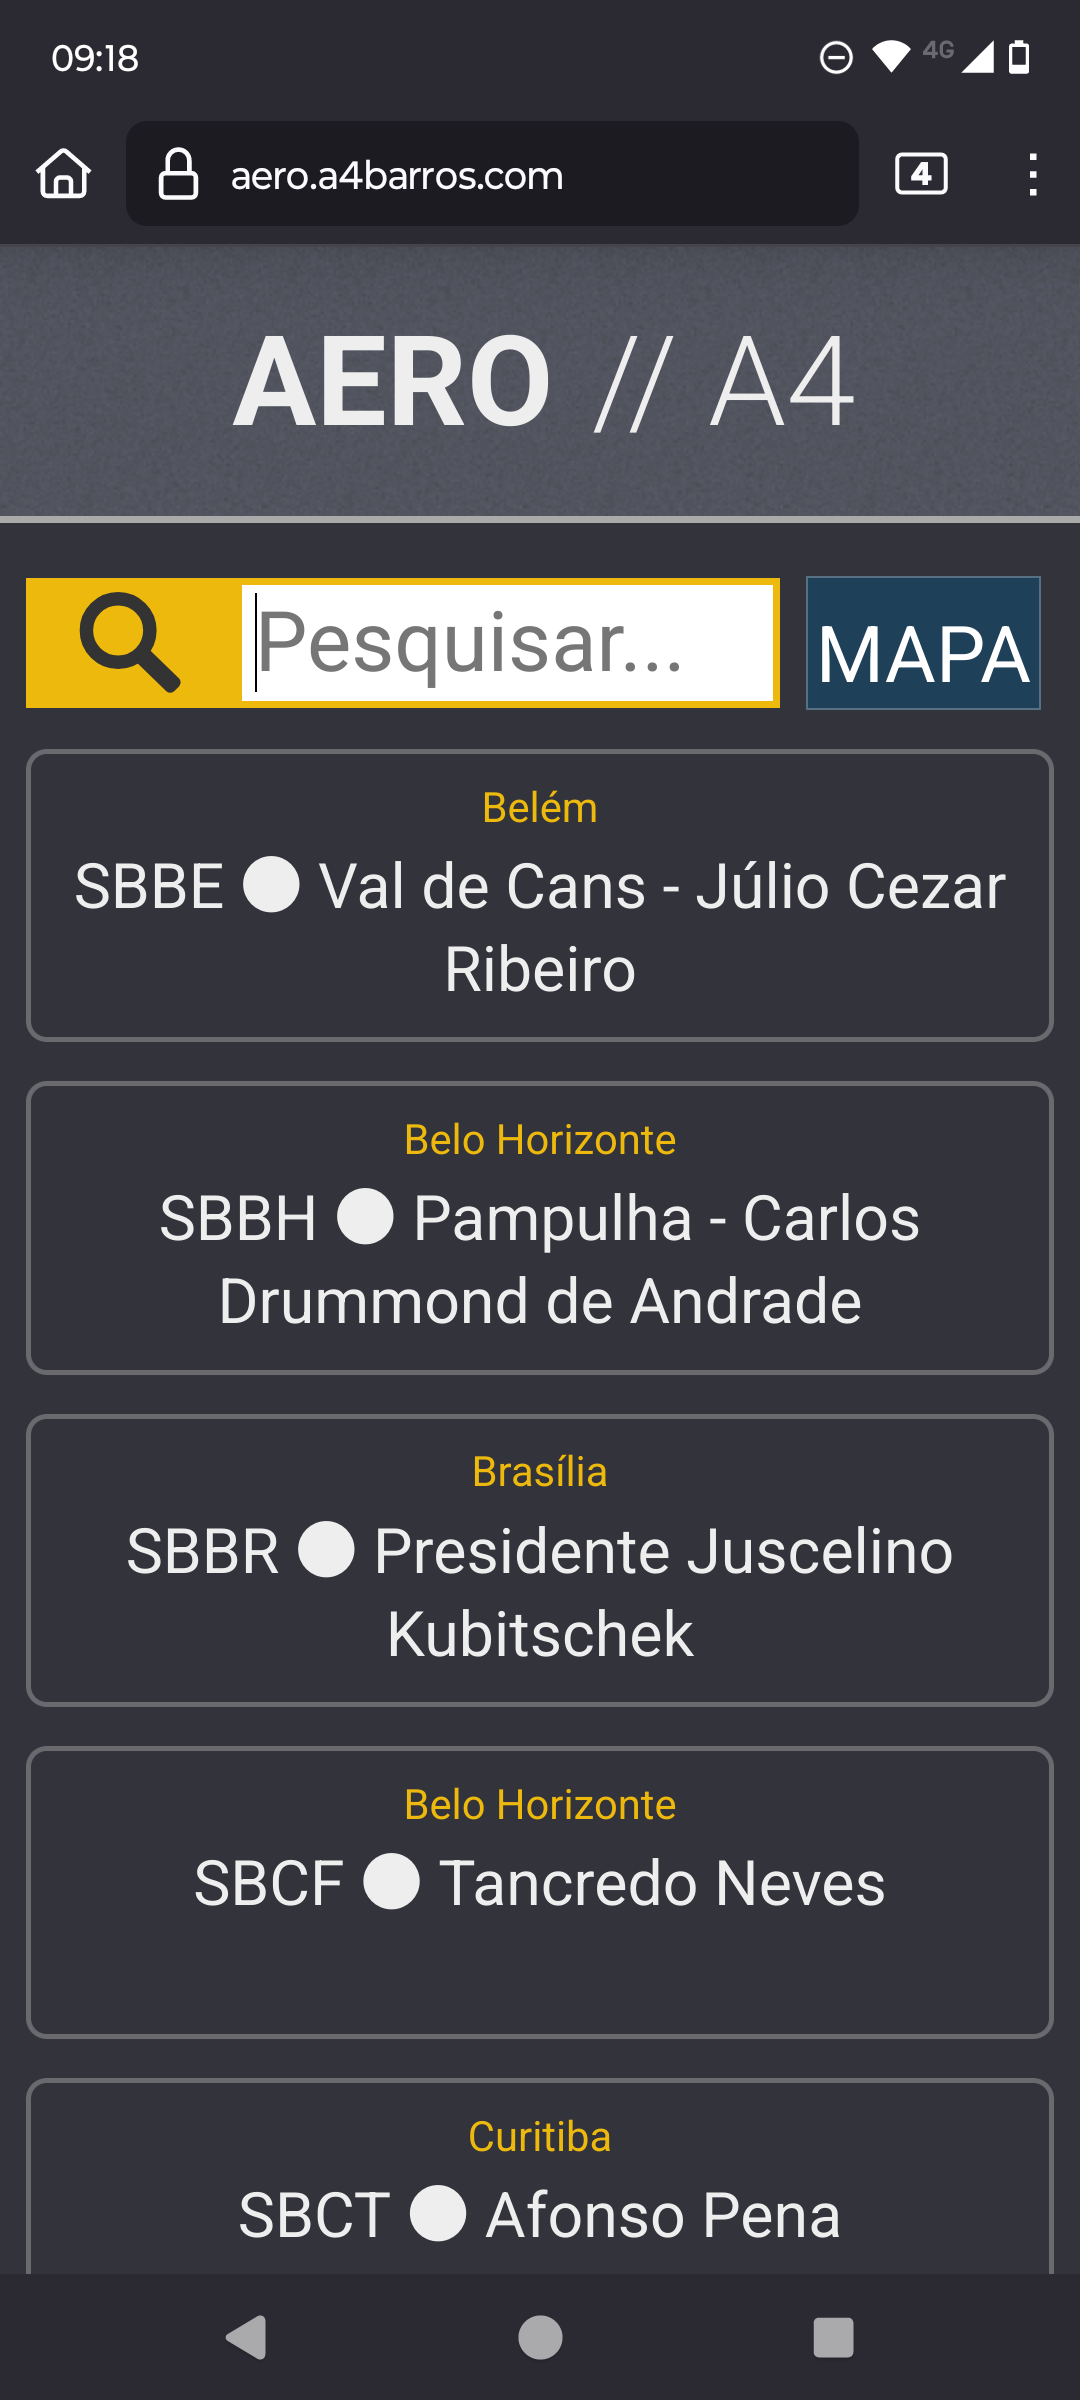 09:18
4G
aero.a4barros.com
4
AERO // A4
Pesquisar...
MAPA
Belém
SBBE ● Val de Cans - Júlio Cezar
Ribeiro
Belo Horizonte
SBBH ● Pampulha - Carlos
Drummond de Andrade
Brasília
SBBR ● Presidente Juscelino
Kubitschek
Belo Horizonte
SBCF ● Tancredo Neves
Curitiba
SBCT ● Afonso Pena